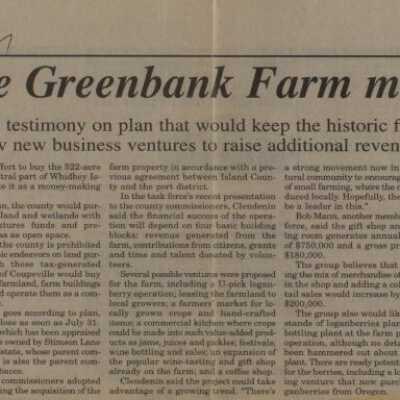 e Greenbank Farm m
testimony on plan that would keep the historic f
v new business ventures to raise additional reven
fort to buy the 522-acre
tral part of Whidbey Is-
te it as a money-making
an, the county would pur-
land and wetlands with
ntures funds and pre-
as open space.
the county is prohibited
ic endeavors on land pur-
h those tax-generated
of Coupeville would buy
farmland, farm buildings
d operate them as a com-
goes according to plan,
lase as soon as July 31.
which has been appraised
s owned by Stimson Lane
state, whose parent com-
is also the parent com-
bacco.
commissioners adopted
ng the acquisition of the
farm property in accordance with a pre-
vious agreement between Island Coun-
ty and the port district.
In the task force's recent presentation
to the county commissioners, Clendenin
said the financial success of the opera-
tion will depend on four basic building
blocks: revenue generated from the
farm, contributions from citizens, grants
and time and talent donated by volun-
teers.
Several possible ventures were proposed
for the farm, including a U-pick logan-
berry operation; leasing the farmland to
local growers; a farmers' market for lo-
cally grown crops and hand-crafted
items; a commercial kitchen where crops
could be made into such value-added prod-
ucts as jams, juices and pickles; festivals;
wine bottling and sales; an expansion of
the popular wine-tasting and gift shop
already on the farm; and a coffee shop.
Clendenin said the project could take
advantage of a growing trend. "There's
a strong movement now in
tural community to encourag
of small farming, where the c
duced locally. Hopefully, the
be a leader in this."
Bob Mann, another membe
force, said the gift shop an
ing room generates annual
of $750,000 and a gross pr
$180,000.
The group believes that
ing the mix of merchandise of
in the shop and adding a col
tail sales would increase by
$200,000.
The group also would like
stands of loganberries plan
bottling plant at the farm p
operation, although no deta
been hammered out about
plan. There are ready potent
for the berries, including a lo
ing venture that now purc
ganberries from Oregon.